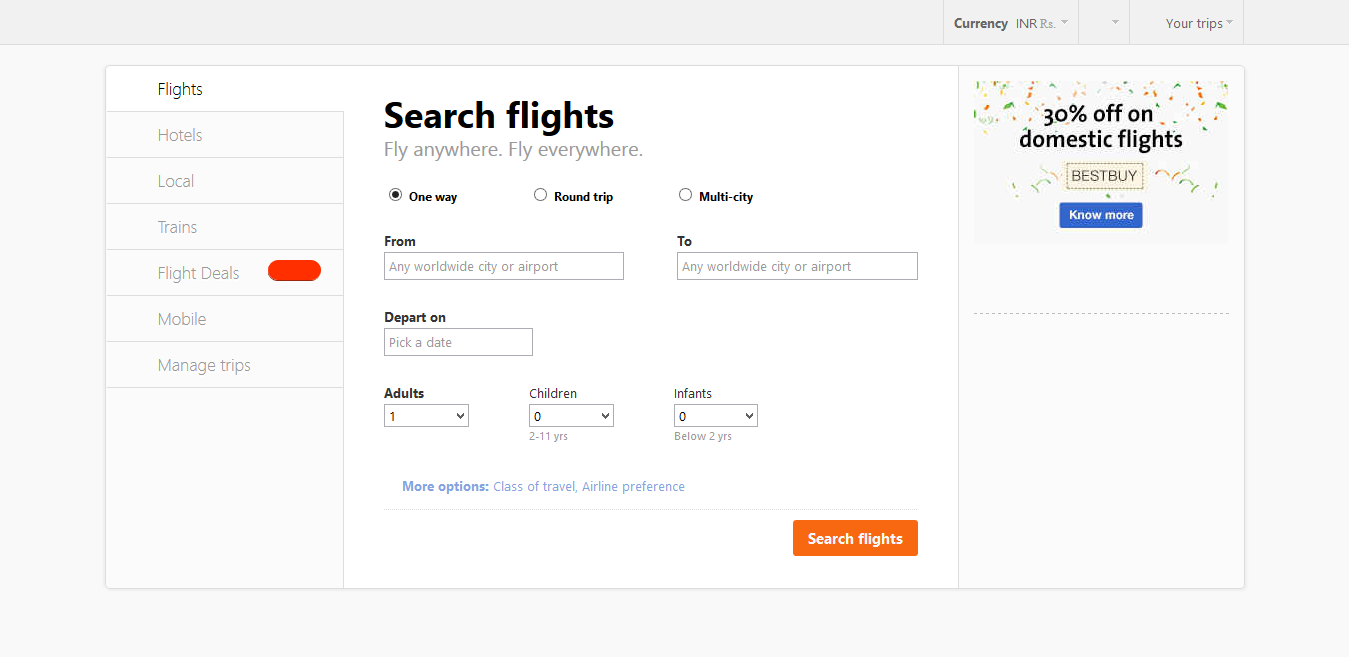 Currency INR Rs.
Your trips
Flights
Hotels
Local
Trains
Flight Deals
Mobile
Manage trips
Search flights
Fly anywhere. Fly everywhere.
One way Round trip Multi-city
From To
Any worldwide city or airport Any worldwide city or airport
Depart on
Pick a date
Adults Children Infants
1 0 0
2-11 yrs Below 2 yrs
More options: Class of travel, Airline preference
Search flights
30% off on
domestic flights
BESTBUY
Know more